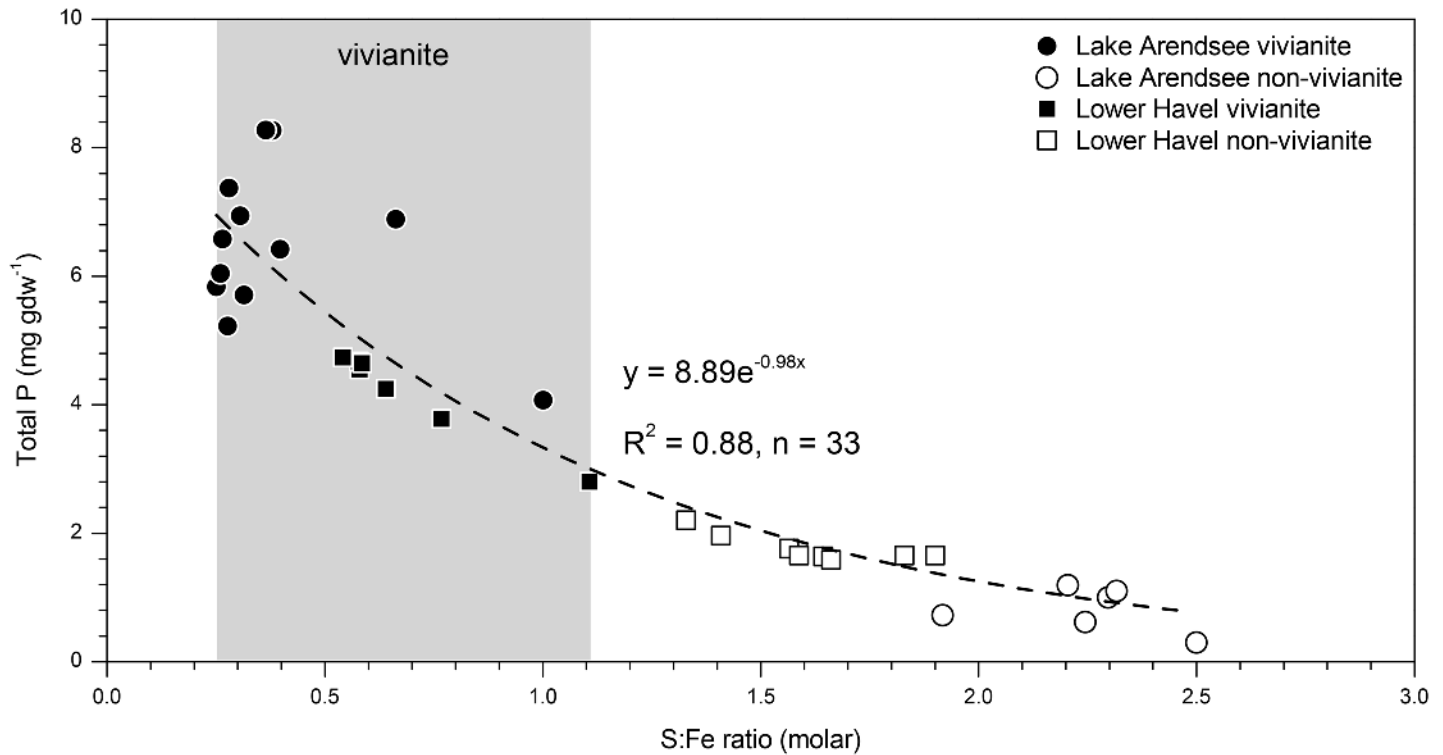 10
8
6
4
2
0
Total P (mg gdw⁻¹)
vivianite
Lake Arendsee vivianite
Lake Arendsee non-vivianite
Lower Havel vivianite
Lower Havel non-vivianite
y = 8.89e⁻⁰·⁹⁸ˣ
R² = 0.88, n = 33
0.0 0.5 1.0 1.5 2.0 2.5 3.0
S:Fe ratio (molar)